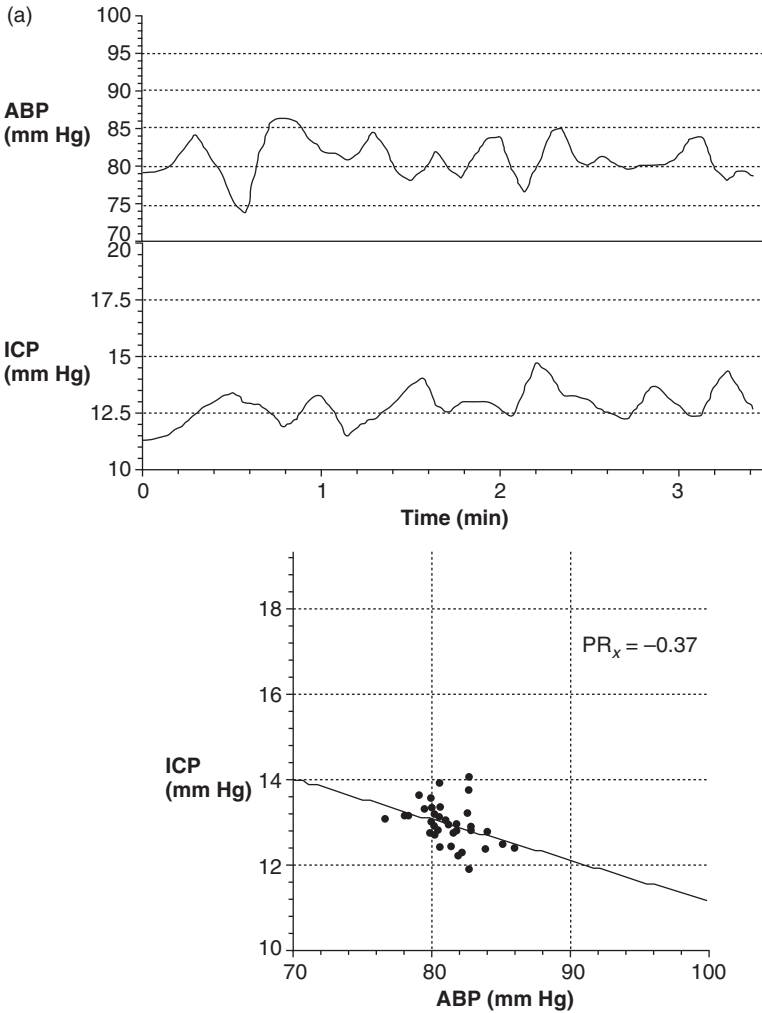 (a)
100
95
90
ABP
(mm Hg)
85
80
75
70
20
17.5
ICP
(mm Hg)
15
12.5
10
0 1 2 3
Time (min)
18
PRx = –0.37
16
ICP
(mm Hg)
14
12
10
70 80 90 100
ABP (mm Hg)